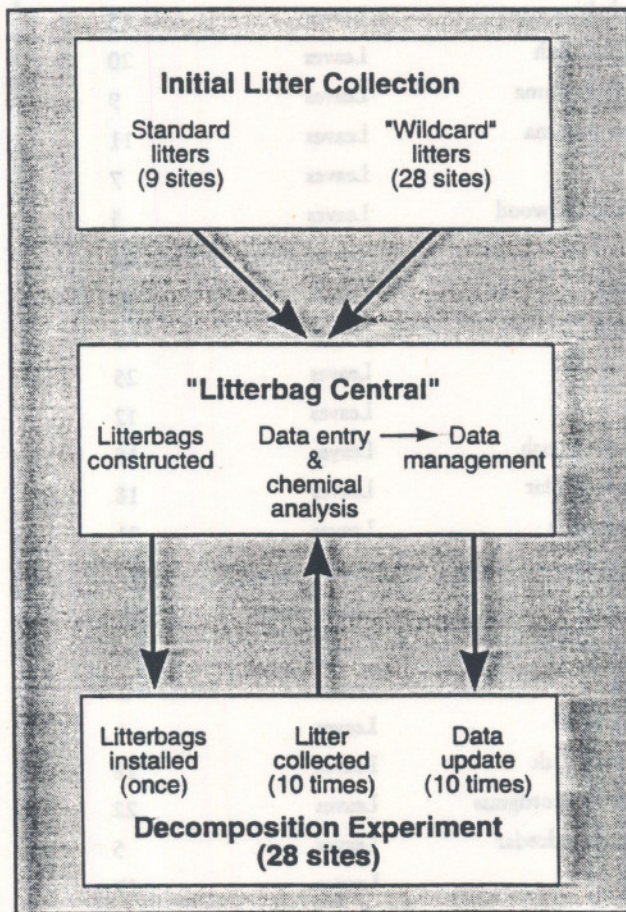 Initial Litter Collection
Standard litters (9 sites)
"Wildcard" litters (28 sites)
"Litterbag Central"
Litterbags constructed
Data entry & chemical analysis
Data management
Litterbags installed (once)
Litter collected (10 times)
Data update (10 times)
Decomposition Experiment
(28 sites)